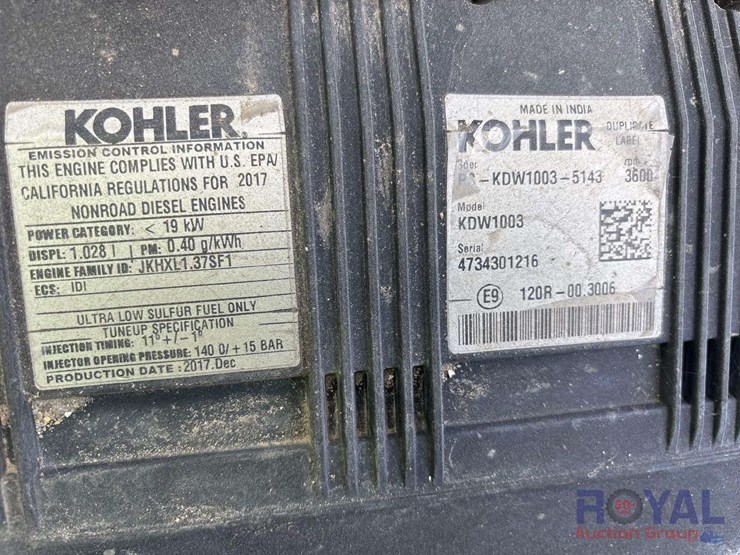 KOHLER
EMISSION CONTROL INFORMATION
THIS ENGINE COMPLIES WITH U.S. EPA/
CALIFORNIA REGULATIONS FOR 2017
NONROAD DIESEL ENGINES
POWER CATEGORY: < 19 kW
DISPL: 1.028 l PM: 0.40 g/kWh
ENGINE FAMILY ID: JKHXL1.37SF1
ECS: IDI
ULTRA LOW SULFUR FUEL ONLY
TUNEUP SPECIFICATION
INJECTION TIMING: 11° +/- 1°
INJECTOR OPENING PRESSURE: 140 0/+15 BAR
PRODUCTION DATE: 2017.Dec
MADE IN INDIA
KOHLER
DUPLICATE
LABEL
rpm
-KDW1003-5143 3600
Model
KDW1003
Serial
4734301216
E9 120R-00.3006
ROYAL
Auction Group